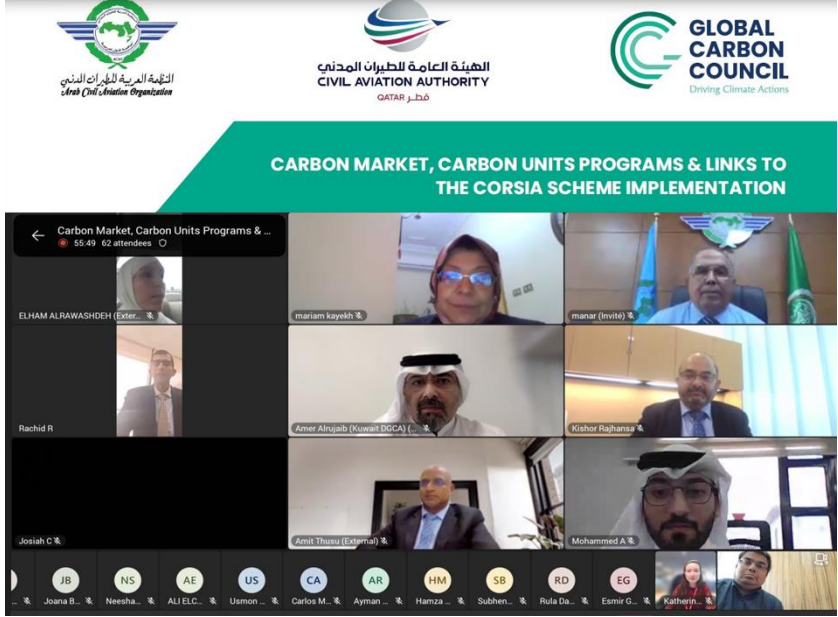 المنظمة العربية للطيران المدني
Arab Civil Aviation Organization
الهيئة العامة للطيران المدني
CIVIL AVIATION AUTHORITY
QATAR قطر
GLOBAL
CARBON
COUNCIL
Driving Climate Actions
CARBON MARKET, CARBON UNITS PROGRAMS & LINKS TO
THE CORSIA SCHEME IMPLEMENTATION
Carbon Market, Carbon Units Programs & ...
55:49 62 attendees
ELHAM ALRAWASHDEH (Exter...
mariam kayekh
manar (Invité)
Rachid R
Amer Alrujaib (Kuwait DGCA) (...
Kishor Rajhansa
Josiah C
Amit Thusu (External)
Mohammed A
JB NS AE US CA AR HM SB RD EG
... Joana B... Neesha... ALI ELC... Usmon ... Carlos M... Ayman ... Hamza ... Subhen... Rula Da... Esmir G... Katherin...